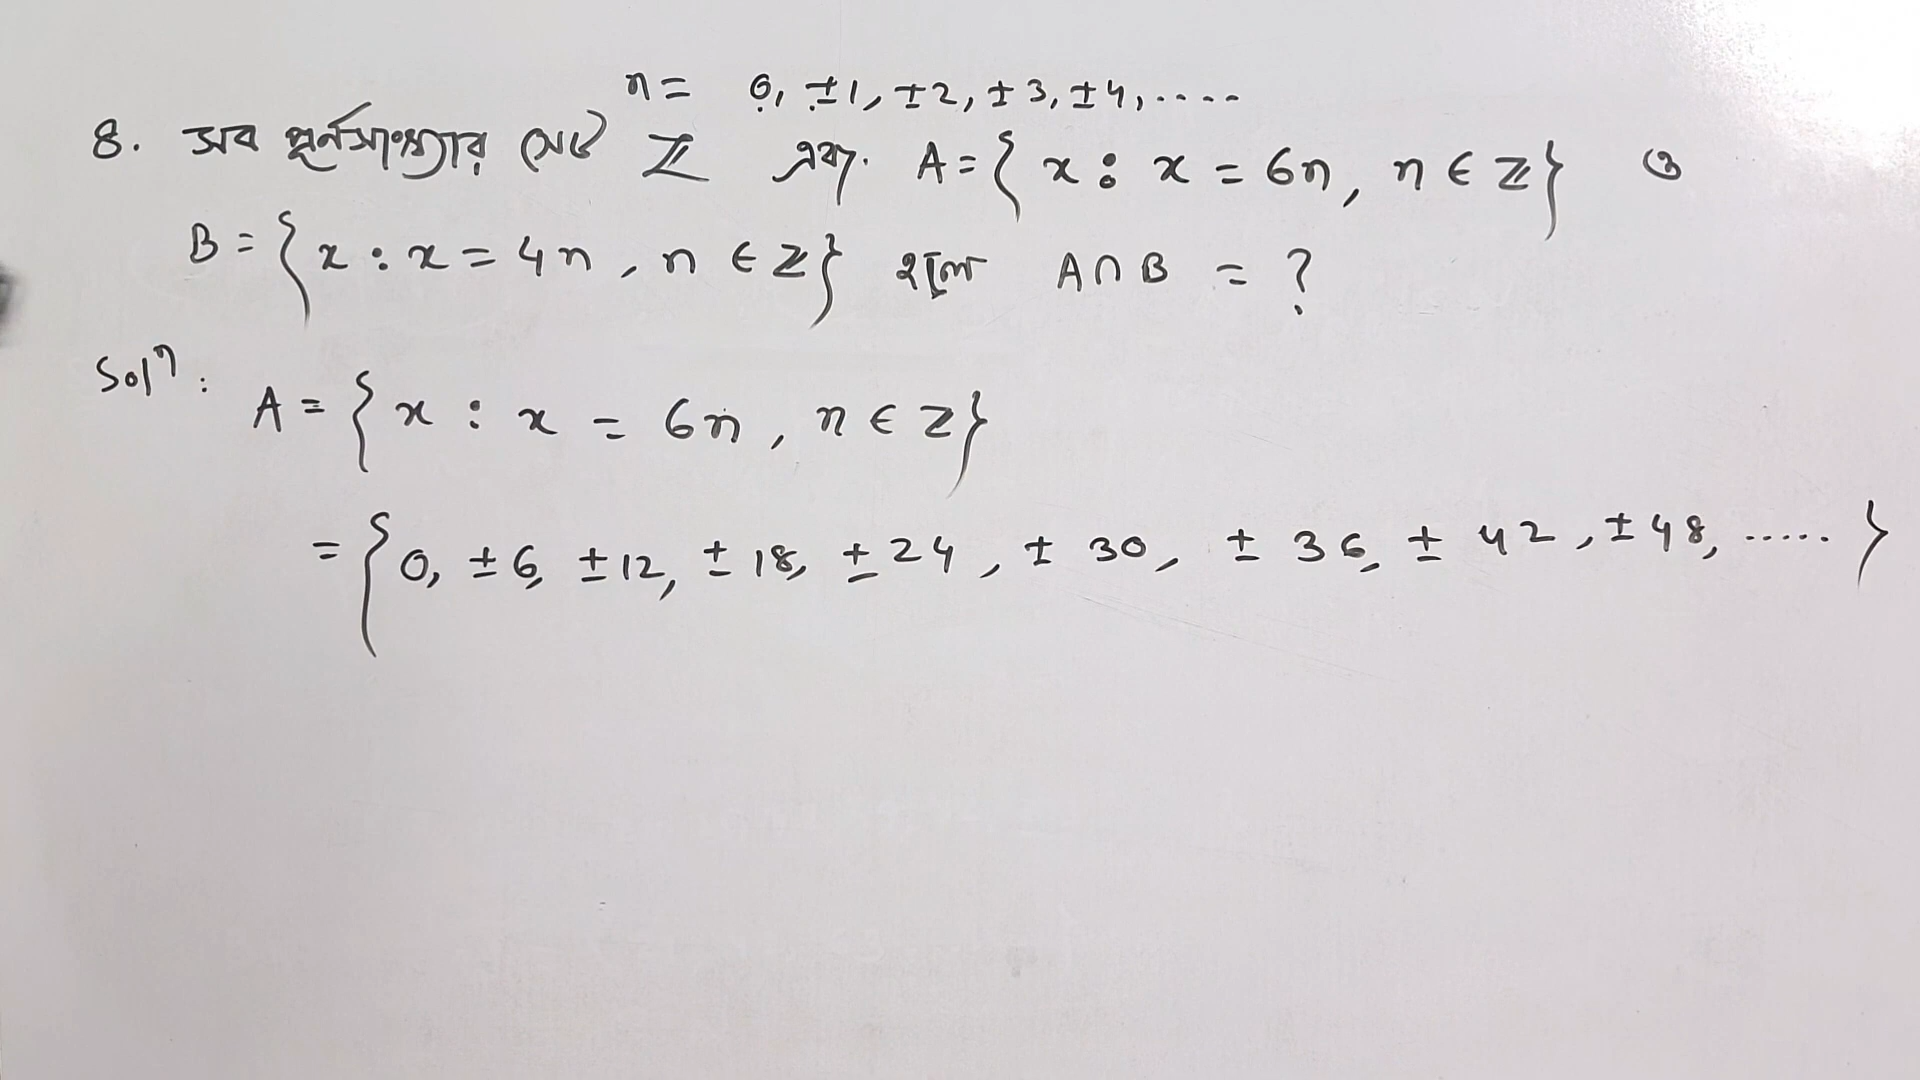 n = 0, ±1, ±2, ±3, ±4, ....
8. সব পূর্নসংখ্যার সেট Z এবং A = { x : x = 6n, n ∈ Z } ও
B = { x : x = 4n, n ∈ Z } হলে A ∩ B = ?
Solⁿ :
A = { x : x = 6n, n ∈ Z }
= { 0, ±6, ±12, ±18, ±24, ±30, ±36, ±42, ±48, ..... }